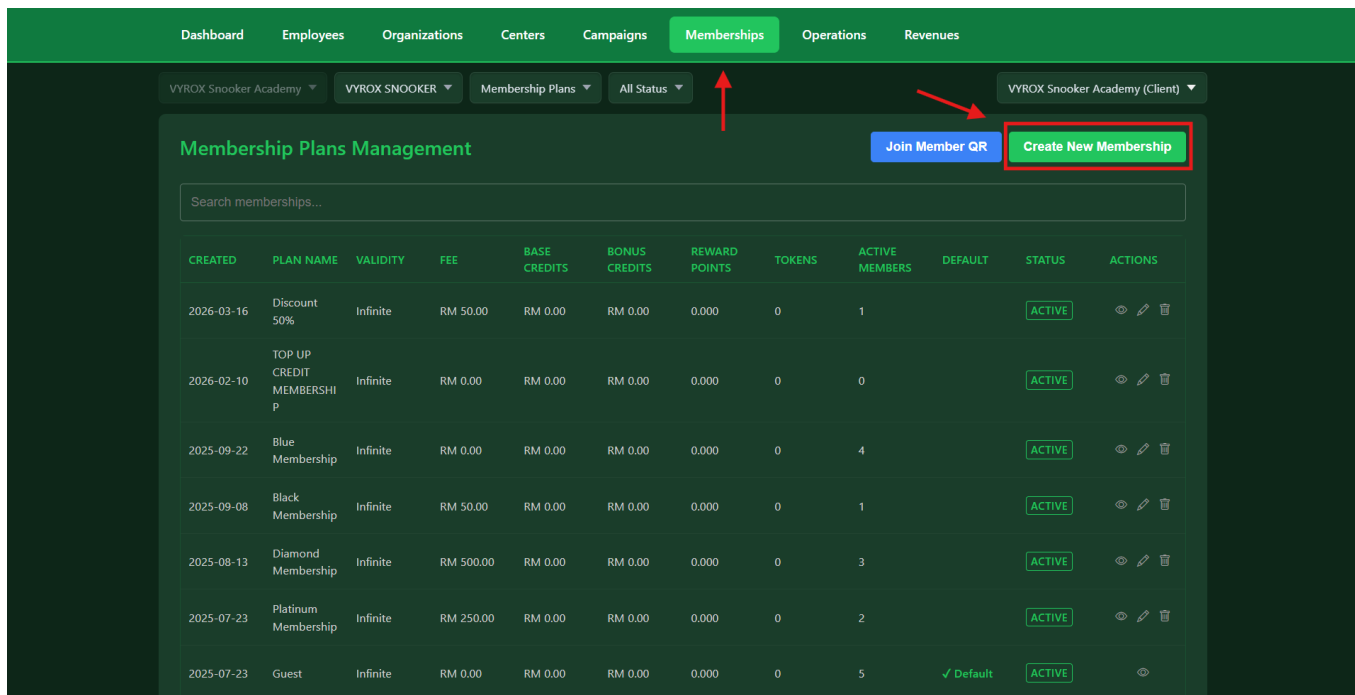 Dashboard Employees Organizations Centers Campaigns Memberships Operations Revenues
VYROX Snooker Academy VYROX SNOOKER Membership Plans All Status VYROX Snooker Academy (Client)
Membership Plans Management Join Member QR Create New Membership
Search memberships...
CREATED PLAN NAME VALIDITY FEE BASE CREDITS BONUS CREDITS REWARD POINTS TOKENS ACTIVE MEMBERS DEFAULT STATUS ACTIONS
2026-03-16 Discount 50% Infinite RM 50.00 RM 0.00 RM 0.00 0.000 0 1 ACTIVE
2026-02-10 TOP UP CREDIT MEMBERSHIP Infinite RM 0.00 RM 0.00 RM 0.00 0.000 0 0 ACTIVE
2025-09-22 Blue Membership Infinite RM 0.00 RM 0.00 RM 0.00 0.000 0 4 ACTIVE
2025-09-08 Black Membership Infinite RM 50.00 RM 0.00 RM 0.00 0.000 0 1 ACTIVE
2025-08-13 Diamond Membership Infinite RM 500.00 RM 0.00 RM 0.00 0.000 0 3 ACTIVE
2025-07-23 Platinum Membership Infinite RM 250.00 RM 0.00 RM 0.00 0.000 0 2 ACTIVE
2025-07-23 Guest Infinite RM 0.00 RM 0.00 RM 0.00 0.000 0 5 ✓ Default ACTIVE